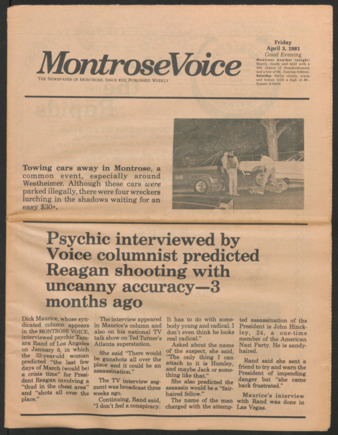 Friday
April 3, 1981
Good Evening
MontroseVoice
THE NEWSPAPER OF MONTROSE, ISSUE #23, PUBLISHED WEEKLY
Towing cars away in Montrose, a
common event, especially around
Westheimer. Although these cars were
parked illegally, there were four wreckers
lurching in the shadows waiting for an
easy $30+.
Psychic interviewed by
Voice columnist predicted
Reagan shooting with
uncanny accuracy—3
months ago
Dick Maurice, whose syn-
dicated column appears
in the MONTROSE VOICE,
interviewed psychic Tam-
ara Rand of Los Angeles
on January 6, in which
the 32-year-old woman
predicted "the last few
days of March (would be)
a crisis time" for Presi-
dent Reagan involving a
"thud in the chest area"
and "shots all over the
place."
The interview appeared
in Maurice's column and
also on his national TV
talk show on Ted Turner's
Atlanta superstation.
She said "There would
be gunshots all over the
place and it could be an
assassination."
The TV interview seg-
ment was broadcast three
weeks ago.
Continuing, Rand said,
"I don't feel a conspiracy.
It has to do with some-
body young and radical. I
don't even think he looks
real radical."
Asked about the name
of the suspect, she said,
"The only thing I can
attach to is a Humley,
and maybe Jack or some-
thing like that."
She also predicted the
assassin would be a "fair-
haired fellow."
The name of the man
charged with the attemp-
ted assassination of the
President is John Hinck-
ley, 24, a one-time
member of the American
Nazi Party. He is sandy-
haired.
Rand said she sent a
friend to try and warn the
President of impending
danger but "she came
back frustrated."
Maurice's interview
with Rand was done in
Las Vegas.